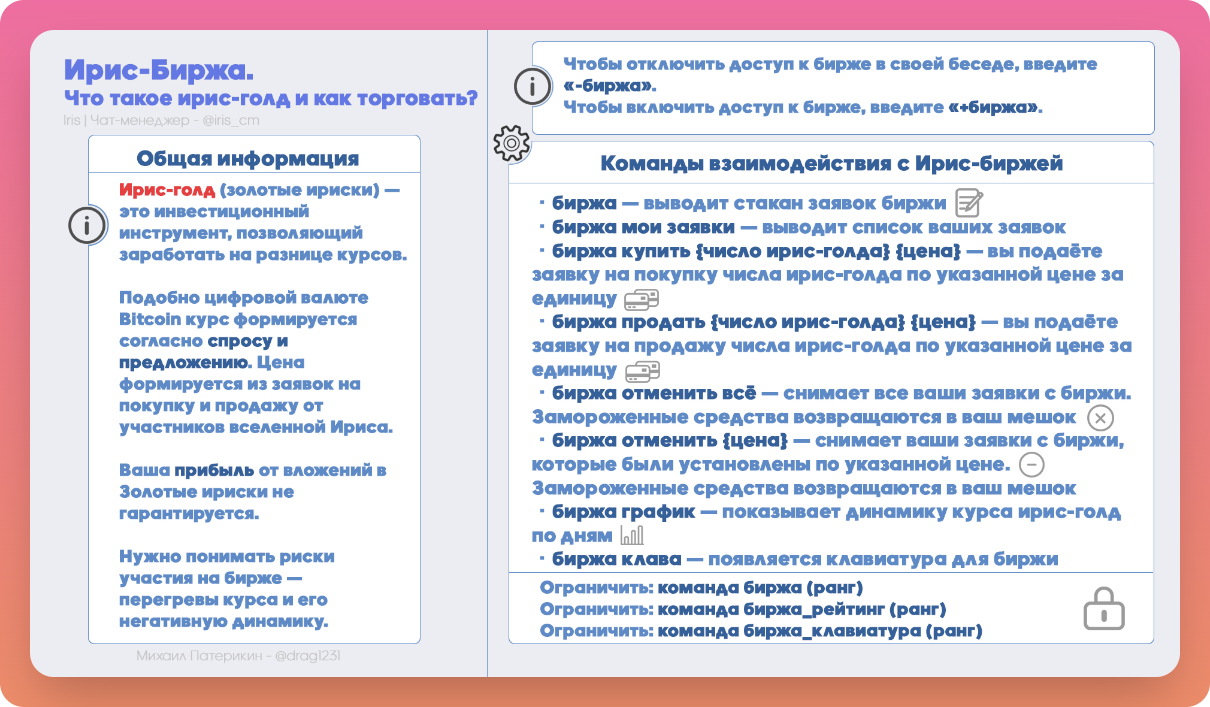 Ирис-Биржа.
Что такое ирис-голд и как торговать?
Iris | Чат-менеджер - @iris_cm
Общая информация
Ирис-голд (золотые ириски) —
это инвестиционный
инструмент, позволяющий
заработать на разнице курсов.
Подобно цифровой валюте
Bitcoin курс формируется
согласно спросу и
предложению. Цена
формируется из заявок на
покупку и продажу от
участников вселенной Ириса.
Ваша прибыль от вложений в
Золотые ириски не
гарантируется.
Нужно понимать риски
участия на бирже —
перегревы курса и его
негативную динамику.
Михаил Патерикин - @drag1231
Чтобы отключить доступ к бирже в своей беседе, введите
«-биржа».
Чтобы включить доступ к бирже, введите «+биржа».
Команды взаимодействия с Ирис-биржей
· биржа — выводит стакан заявок биржи
· биржа мои заявки — выводит список ваших заявок
· биржа купить {число ирис-голда} {цена} — вы подаёте
заявку на покупку числа ирис-голда по указанной цене за
единицу
· биржа продать {число ирис-голда} {цена} — вы подаёте
заявку на продажу числа ирис-голда по указанной цене за
единицу
· биржа отменить всё — снимает все ваши заявки с биржи.
Замороженные средства возвращаются в ваш мешок
· биржа отменить {цена} — снимает ваши заявки с биржи,
которые были установлены по указанной цене.
Замороженные средства возвращаются в ваш мешок
· биржа график — показывает динамику курса ирис-голд
по дням
· биржа клава — появляется клавиатура для биржи
Ограничить: команда биржа (ранг)
Ограничить: команда биржа_рейтинг (ранг)
Ограничить: команда биржа_клавиатура (ранг)